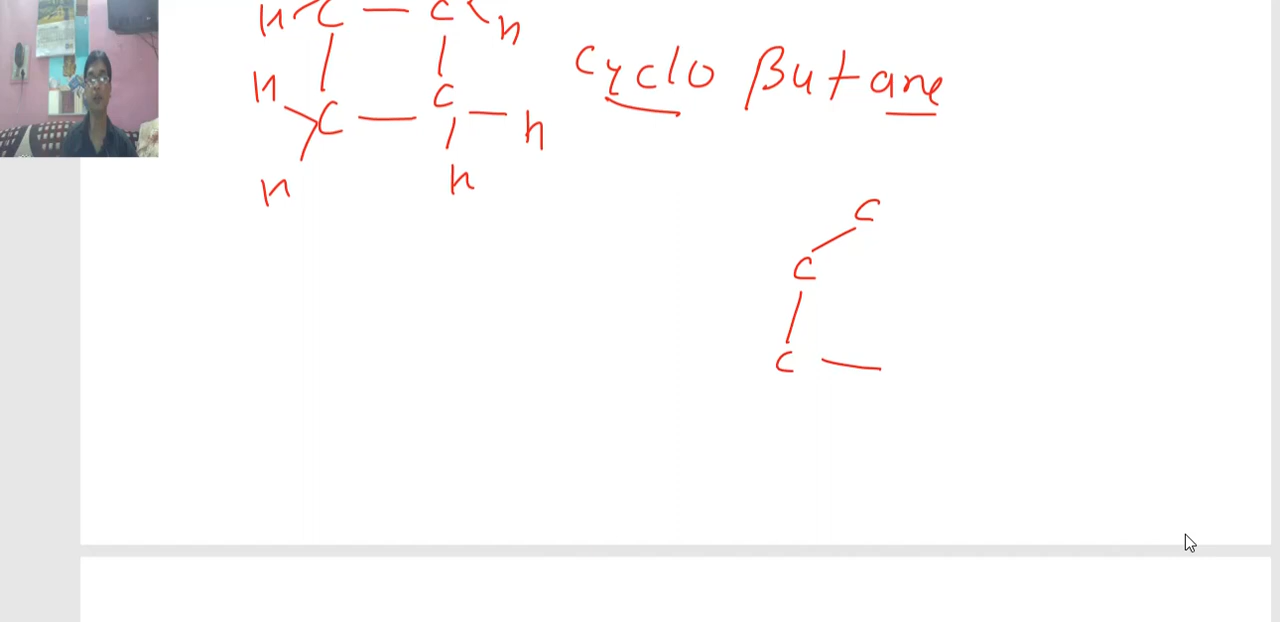 H C — C H
Cyclo Butane
H C — C — H
H H
C
C
C —